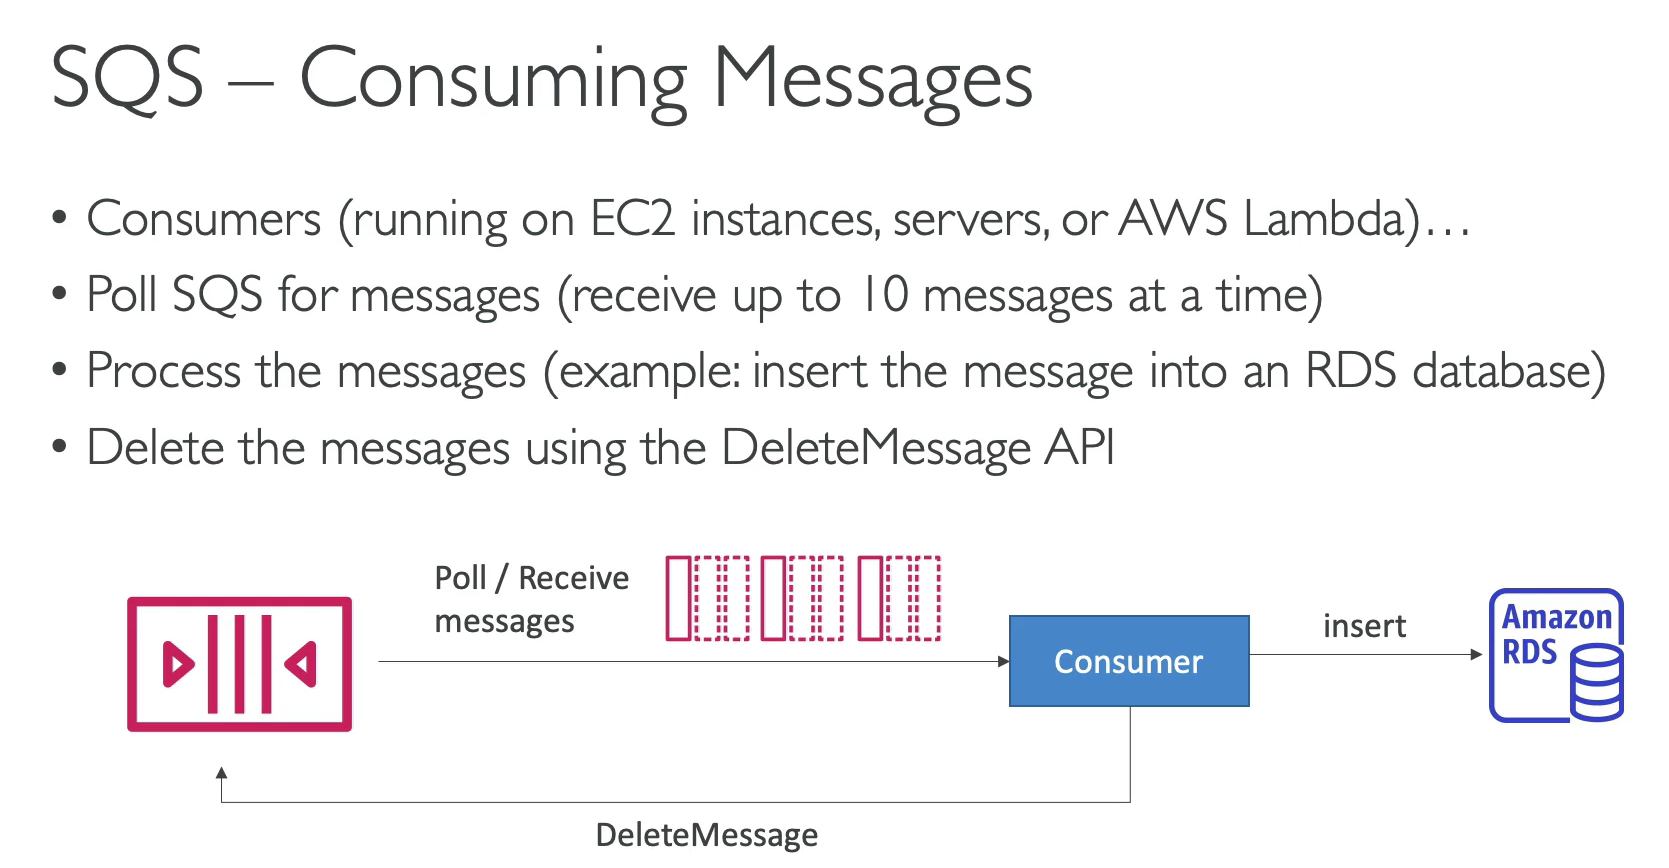 SQS – Consuming Messages
• Consumers (running on EC2 instances, servers, or AWS Lambda)…
• Poll SQS for messages (receive up to 10 messages at a time)
• Process the messages (example: insert the message into an RDS database)
• Delete the messages using the DeleteMessage API
Poll / Receive
messages
Consumer
insert
Amazon
RDS
DeleteMessage